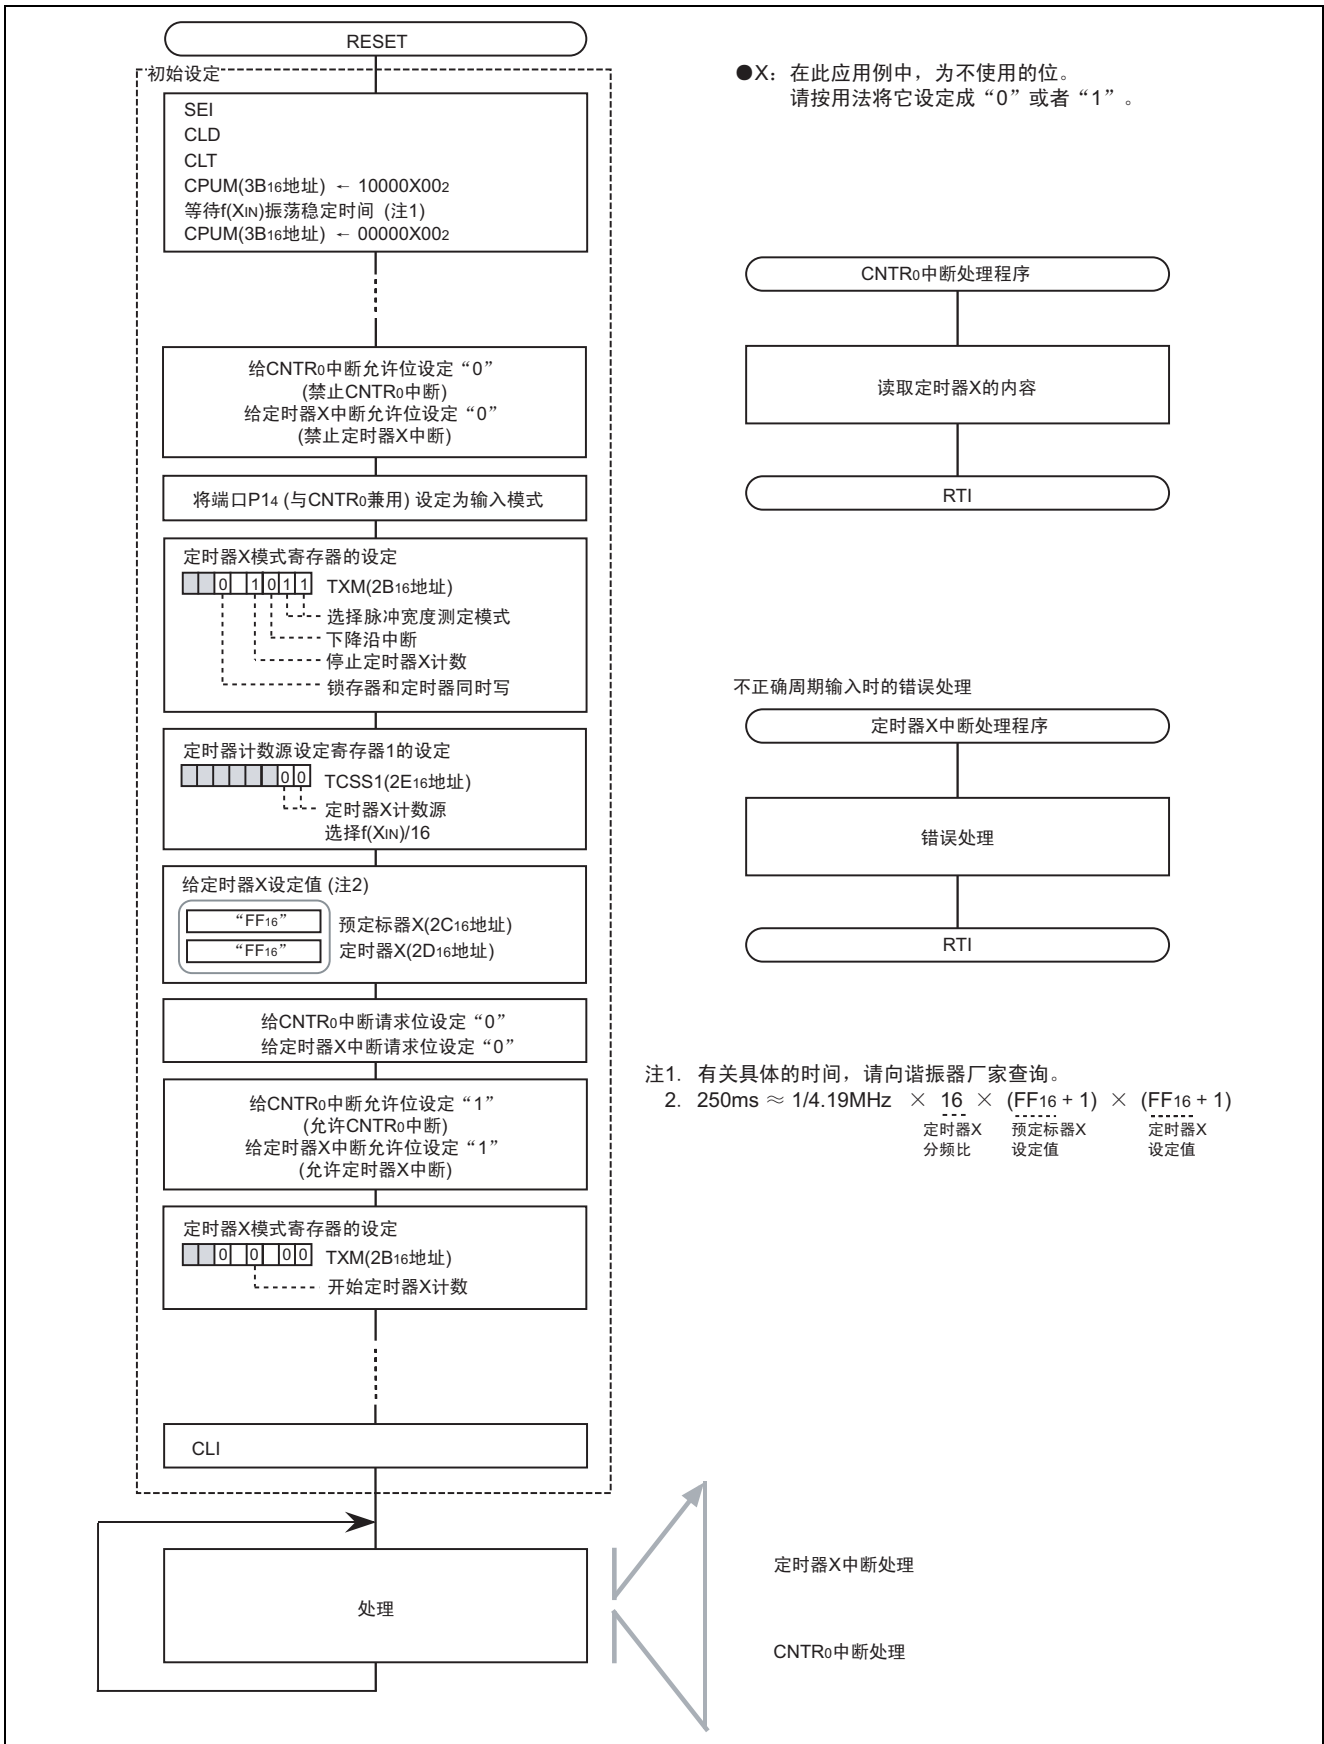 RESET
初始设定
SEI
CLD
CLT
CPUM(3B16地址) ← 10000X002
等待f(XIN)振荡稳定时间 (注1)
CPUM(3B16地址) ← 00000X002
给CNTR0中断允许位设定“0”
(禁止CNTR0中断)
给定时器X中断允许位设定“0”
(禁止定时器X中断)
将端口P14 (与CNTR0兼用) 设定为输入模式
定时器X模式寄存器的设定
0 1 0 1 1 TXM(2B16地址)
选择脉冲宽度测定模式
下降沿中断
停止定时器X计数
锁存器和定时器同时写
定时器计数源设定寄存器1的设定
0 0 TCSS1(2E16地址)
定时器X计数源
选择f(XIN)/16
给定时器X设定值 (注2)
“FF16” 预定标器X(2C16地址)
“FF16” 定时器X(2D16地址)
给CNTR0中断请求位设定“0”
给定时器X中断请求位设定“0”
给CNTR0中断允许位设定“1”
(允许CNTR0中断)
给定时器X中断允许位设定“1”
(允许定时器X中断)
定时器X模式寄存器的设定
0 0 0 0 TXM(2B16地址)
开始定时器X计数
CLI
处理
●X：在此应用例中，为不使用的位。
请按用法将它设定成“0”或者“1”。
CNTR0中断处理程序
读取定时器X的内容
RTI
不正确周期输入时的错误处理
定时器X中断处理程序
错误处理
RTI
注1. 有关具体的时间，请向谐振器厂家查询。
2. 250ms ≈ 1/4.19MHz × 16 × (FF16 + 1) × (FF16 + 1)
定时器X 预定标器X 定时器X
分频比 设定值 设定值
定时器X中断处理
CNTR0中断处理